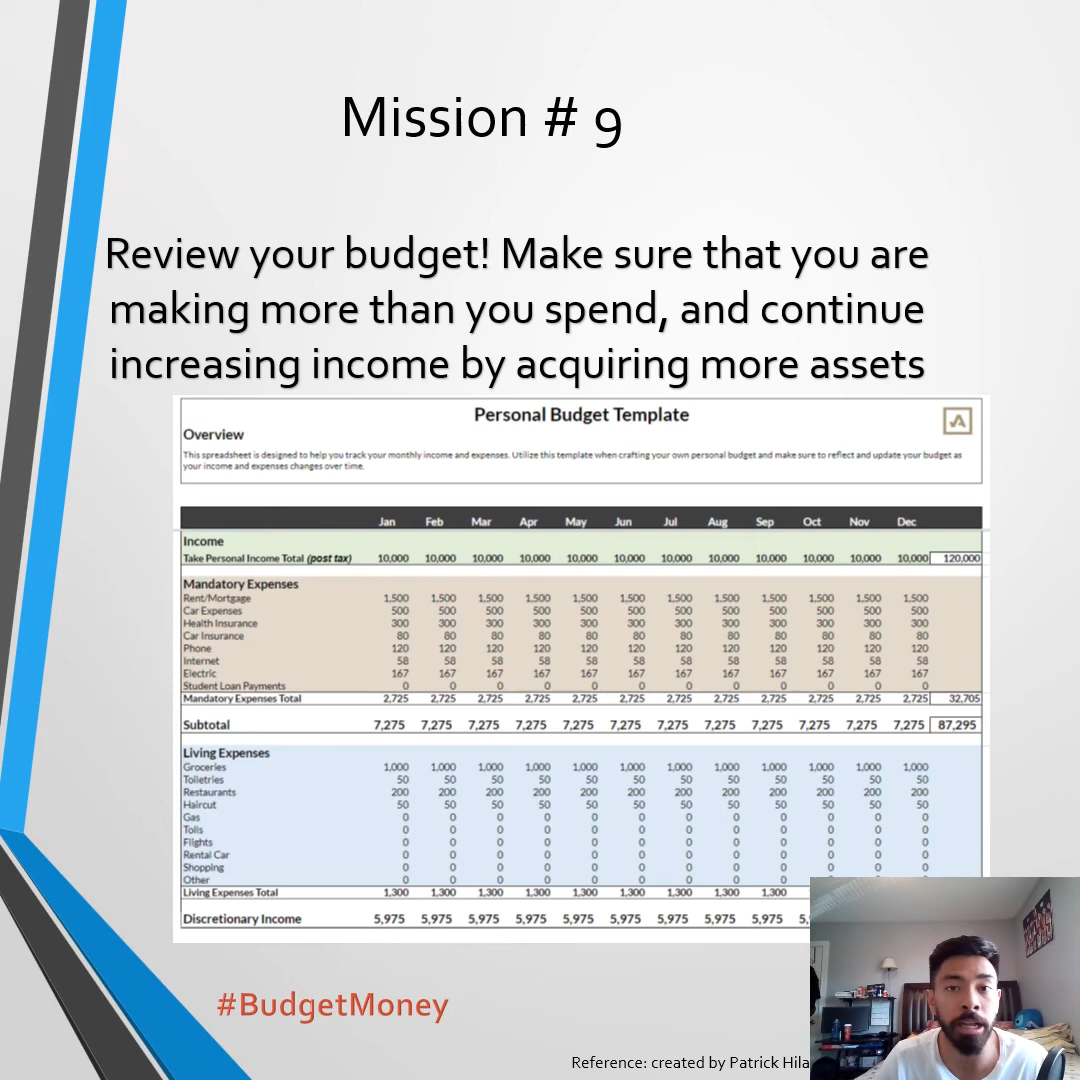 Mission # 9
Review your budget! Make sure that you are
making more than you spend, and continue
increasing income by acquiring more assets
Personal Budget Template
Overview
This spreadsheet is designed to help you track your monthly income and expenses. Utilize this template when crafting your own personal budget and make sure to reflect and update your budget as
your income and expenses changes over time.
Jan Feb Mar Apr May Jun Jul Aug Sep Oct Nov Dec
Income
Take Personal Income Total (post tax) 10,000 10,000 10,000 10,000 10,000 10,000 10,000 10,000 10,000 10,000 10,000 10,000 120,000
Mandatory Expenses
Rent/Mortgage 1,500 1,500 1,500 1,500 1,500 1,500 1,500 1,500 1,500 1,500 1,500 1,500
Car Expenses 500 500 500 500 500 500 500 500 500 500 500 500
Health Insurance 300 300 300 300 300 300 300 300 300 300 300 300
Car Insurance 80 80 80 80 80 80 80 80 80 80 80 80
Phone 120 120 120 120 120 120 120 120 120 120 120 120
Internet 58 58 58 58 58 58 58 58 58 58 58 58
Electric 167 167 167 167 167 167 167 167 167 167 167 167
Student Loan Payments 0 0 0 0 0 0 0 0 0 0 0 0
Mandatory Expenses Total 2,725 2,725 2,725 2,725 2,725 2,725 2,725 2,725 2,725 2,725 2,725 2,725 32,705
Subtotal 7,275 7,275 7,275 7,275 7,275 7,275 7,275 7,275 7,275 7,275 7,275 7,275 87,295
Living Expenses
Groceries 1,000 1,000 1,000 1,000 1,000 1,000 1,000 1,000 1,000 1,000 1,000 1,000
Toiletries 50 50 50 50 50 50 50 50 50 50 50 50
Restaurants 200 200 200 200 200 200 200 200 200 200 200 200
Haircut 50 50 50 50 50 50 50 50 50 50 50 50
Gas 0 0 0 0 0 0 0 0 0 0 0 0
Tolls 0 0 0 0 0 0 0 0 0 0 0 0
Flights 0 0 0 0 0 0 0 0 0 0 0 0
Rental Car 0 0 0 0 0 0 0 0 0 0 0 0
Shopping 0 0 0 0 0 0 0 0 0 0 0 0
Other 0 0 0 0 0 0 0 0 0 0 0 0
Living Expenses Total 1,300 1,300 1,300 1,300 1,300 1,300 1,300 1,300 1,300
Discretionary Income 5,975 5,975 5,975 5,975 5,975 5,975 5,975 5,975 5,975
#BudgetMoney
Reference: created by Patrick Hila